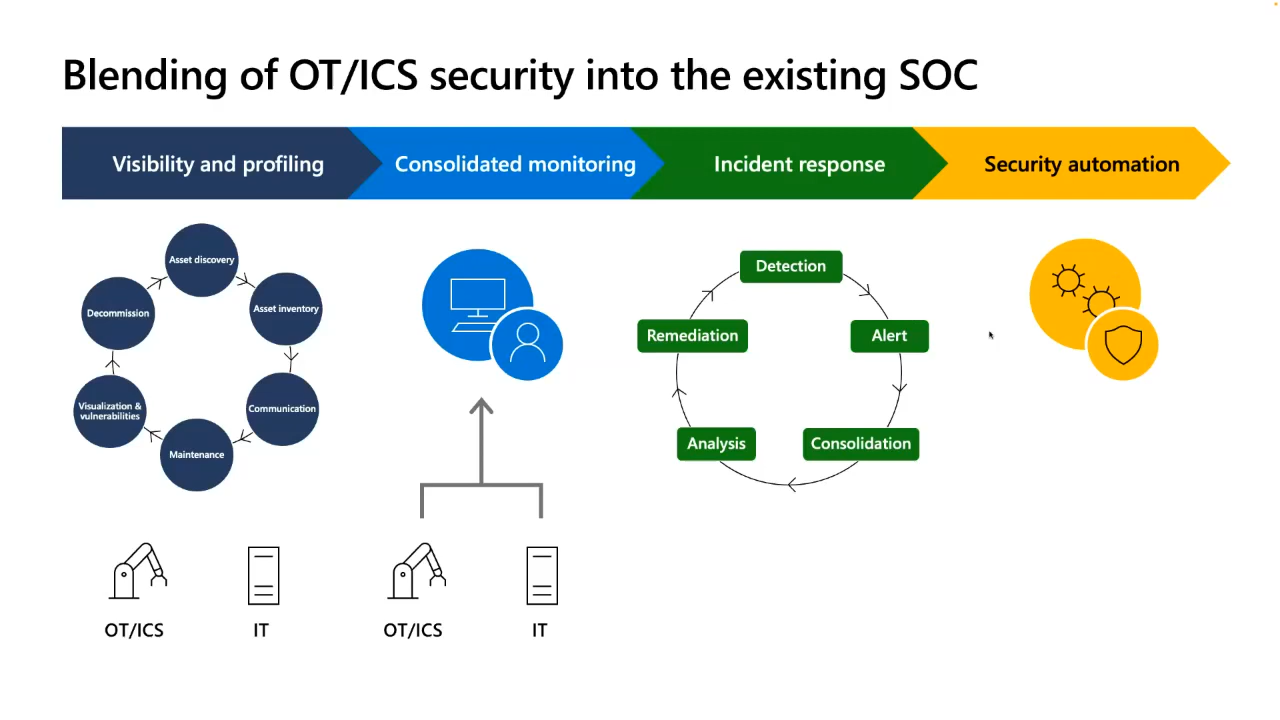 Blending of OT/ICS security into the existing SOC
Visibility and profiling
Consolidated monitoring
Incident response
Security automation
Asset discovery
Asset inventory
Communication
Maintenance
Visualization &
vulnerabilities
Decommission
OT/ICS
IT
OT/ICS
IT
Detection
Alert
Consolidation
Analysis
Remediation